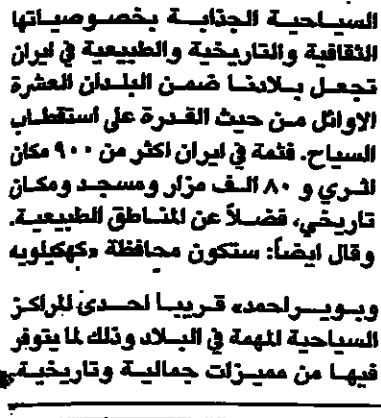 السياحية الجذابة بخصوصياتها
الثقافية والتاريخية والطبيعية في ايران
تجعل بلادنا ضمن البلدان العشرة
الاوائل من حيث القدرة على استقطاب
السياح. فثمة في ايران اكثر من ٩٠٠ مكان
اثري و ٨٠ الف مزار ومسجد ومكان
تاريخي، فضلاً عن المناطق الطبيعية.
وقال ايضاً: ستكون محافظة «كهكيلويه
وبويراحمد» قريبا احدى المراكز
السياحية المهمة في البلاد وذلك لما يتوفر
فيها من مميزات جمالية وتاريخية.